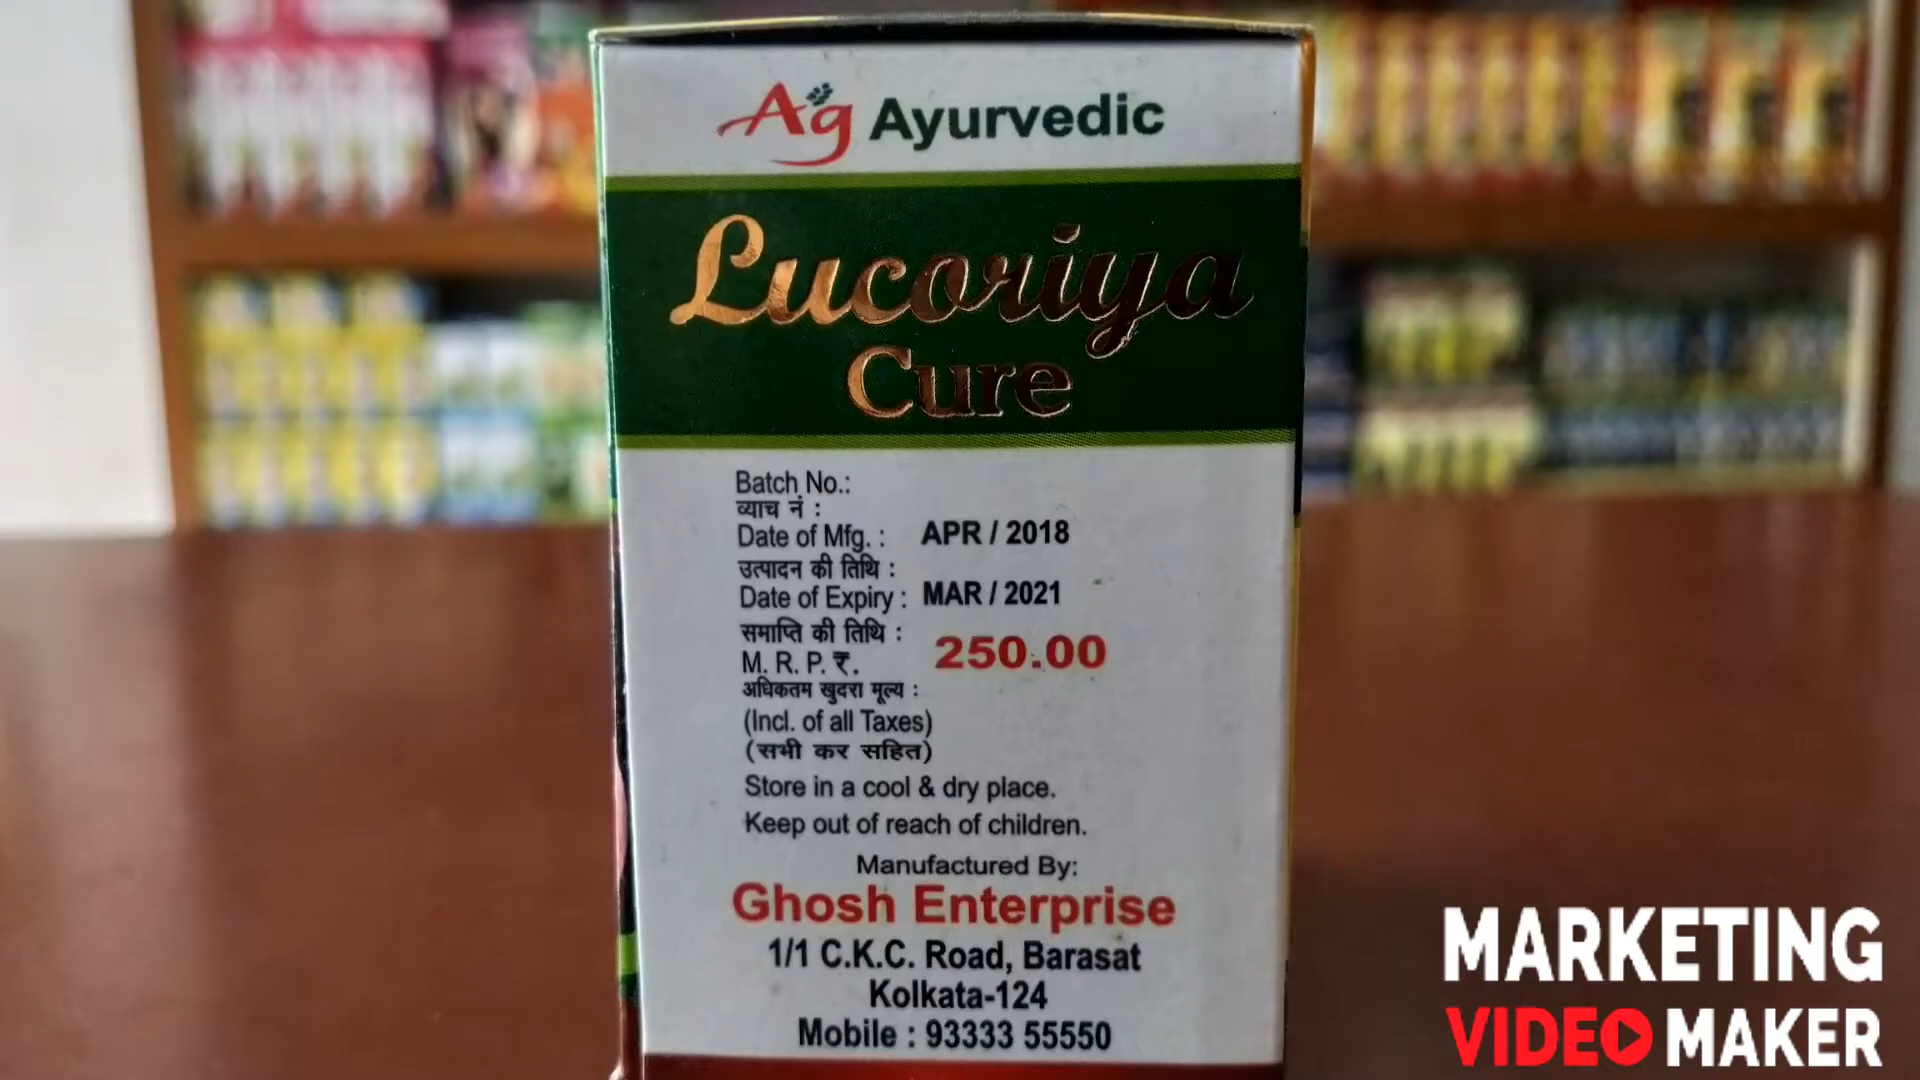 Ag Ayurvedic
Lucoriya
Cure
Batch No.:
व्याच नं :
Date of Mfg. : APR / 2018
उत्पादन की तिथि :
Date of Expiry : MAR / 2021
समाप्ति की तिथि :
M. R. P. ₹. 250.00
अधिकतम खुदरा मूल्य :
(Incl. of all Taxes)
(सभी कर सहित)
Store in a cool & dry place.
Keep out of reach of children.
Manufactured By:
Ghosh Enterprise
1/1 C.K.C. Road, Barasat
Kolkata-124
Mobile : 93333 55550
MARKETING
VIDEO MAKER